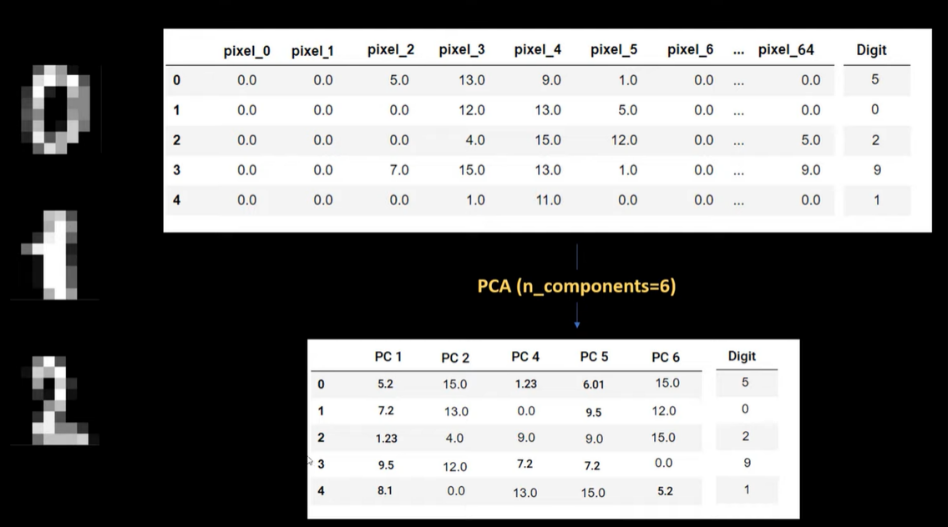 pixel_0 pixel_1 pixel_2 pixel_3 pixel_4 pixel_5 pixel_6 ... pixel_64 Digit
0 0.0 0.0 5.0 13.0 9.0 1.0 0.0 ... 0.0 5
1 0.0 0.0 0.0 12.0 13.0 5.0 0.0 ... 0.0 0
2 0.0 0.0 0.0 4.0 15.0 12.0 0.0 ... 5.0 2
3 0.0 0.0 7.0 15.0 13.0 1.0 0.0 ... 9.0 9
4 0.0 0.0 0.0 1.0 11.0 0.0 0.0 ... 0.0 1
PCA (n_components=6)
PC 1 PC 2 PC 4 PC 5 PC 6 Digit
0 5.2 15.0 1.23 6.01 15.0 5
1 7.2 13.0 0.0 9.5 12.0 0
2 1.23 4.0 9.0 9.0 15.0 2
3 9.5 12.0 7.2 7.2 0.0 9
4 8.1 0.0 13.0 15.0 5.2 1
0
1
2